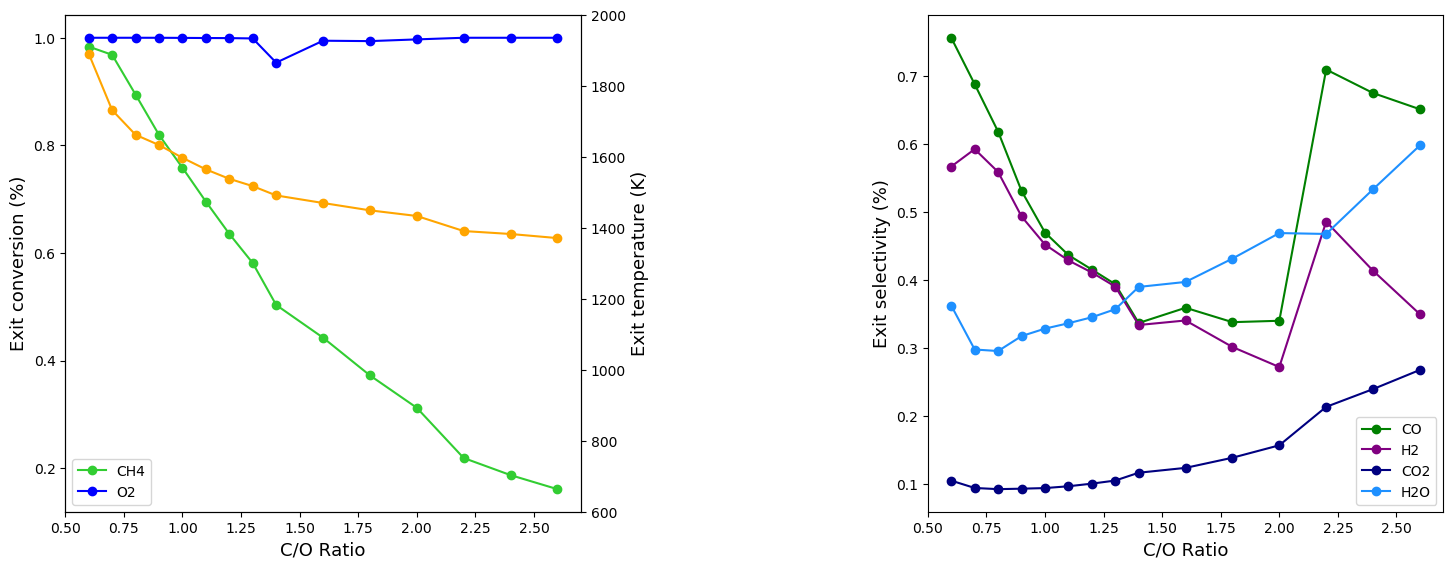 1.0
0.8
0.6
0.4
0.2
Exit conversion (%)
0.50 0.75 1.00 1.25 1.50 1.75 2.00 2.25 2.50
C/O Ratio
CH4
O2
2000
1800
1600
1400
1200
1000
800
600
Exit temperature (K)
0.7
0.6
0.5
0.4
0.3
0.2
0.1
Exit selectivity (%)
0.50 0.75 1.00 1.25 1.50 1.75 2.00 2.25 2.50
C/O Ratio
CO
H2
CO2
H2O